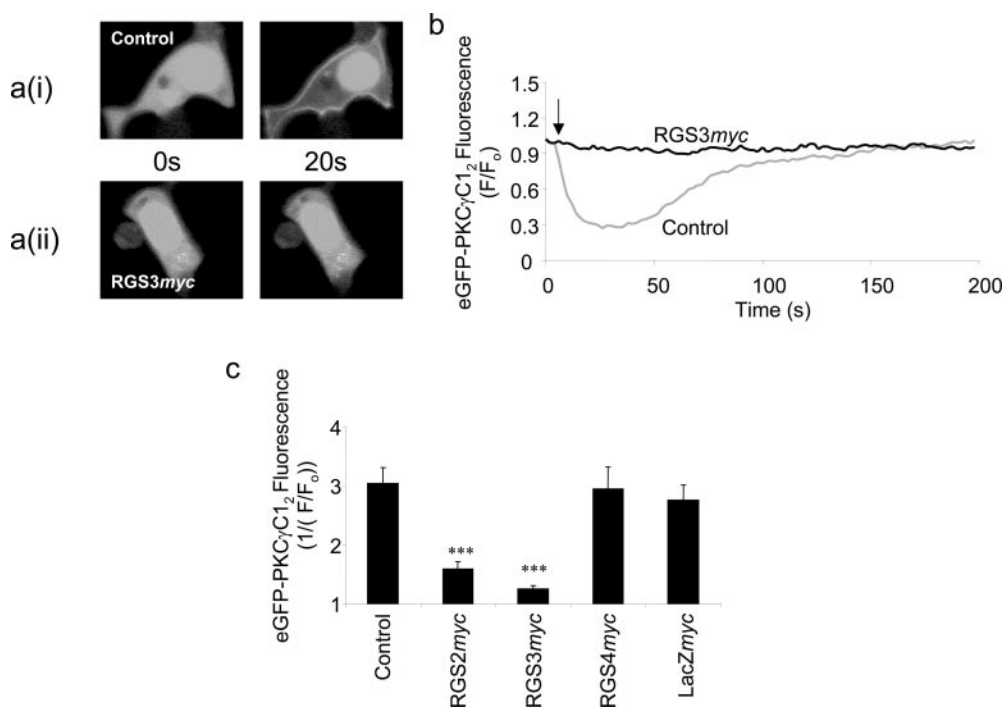 a(i)
Control
0s
20s
a(ii)
RGS3myc
b
eGFP-PKCγC1₂ Fluorescence
(F/Fₒ)
1.5
1.2
0.9
0.6
0.3
0
RGS3myc
Control
0
50
100
150
200
Time (s)
c
eGFP-PKCγC1₂ Fluorescence
(1/( F/Fₒ))
4
3
2
1
***
***
Control
RGS2myc
RGS3myc
RGS4myc
LacZmyc